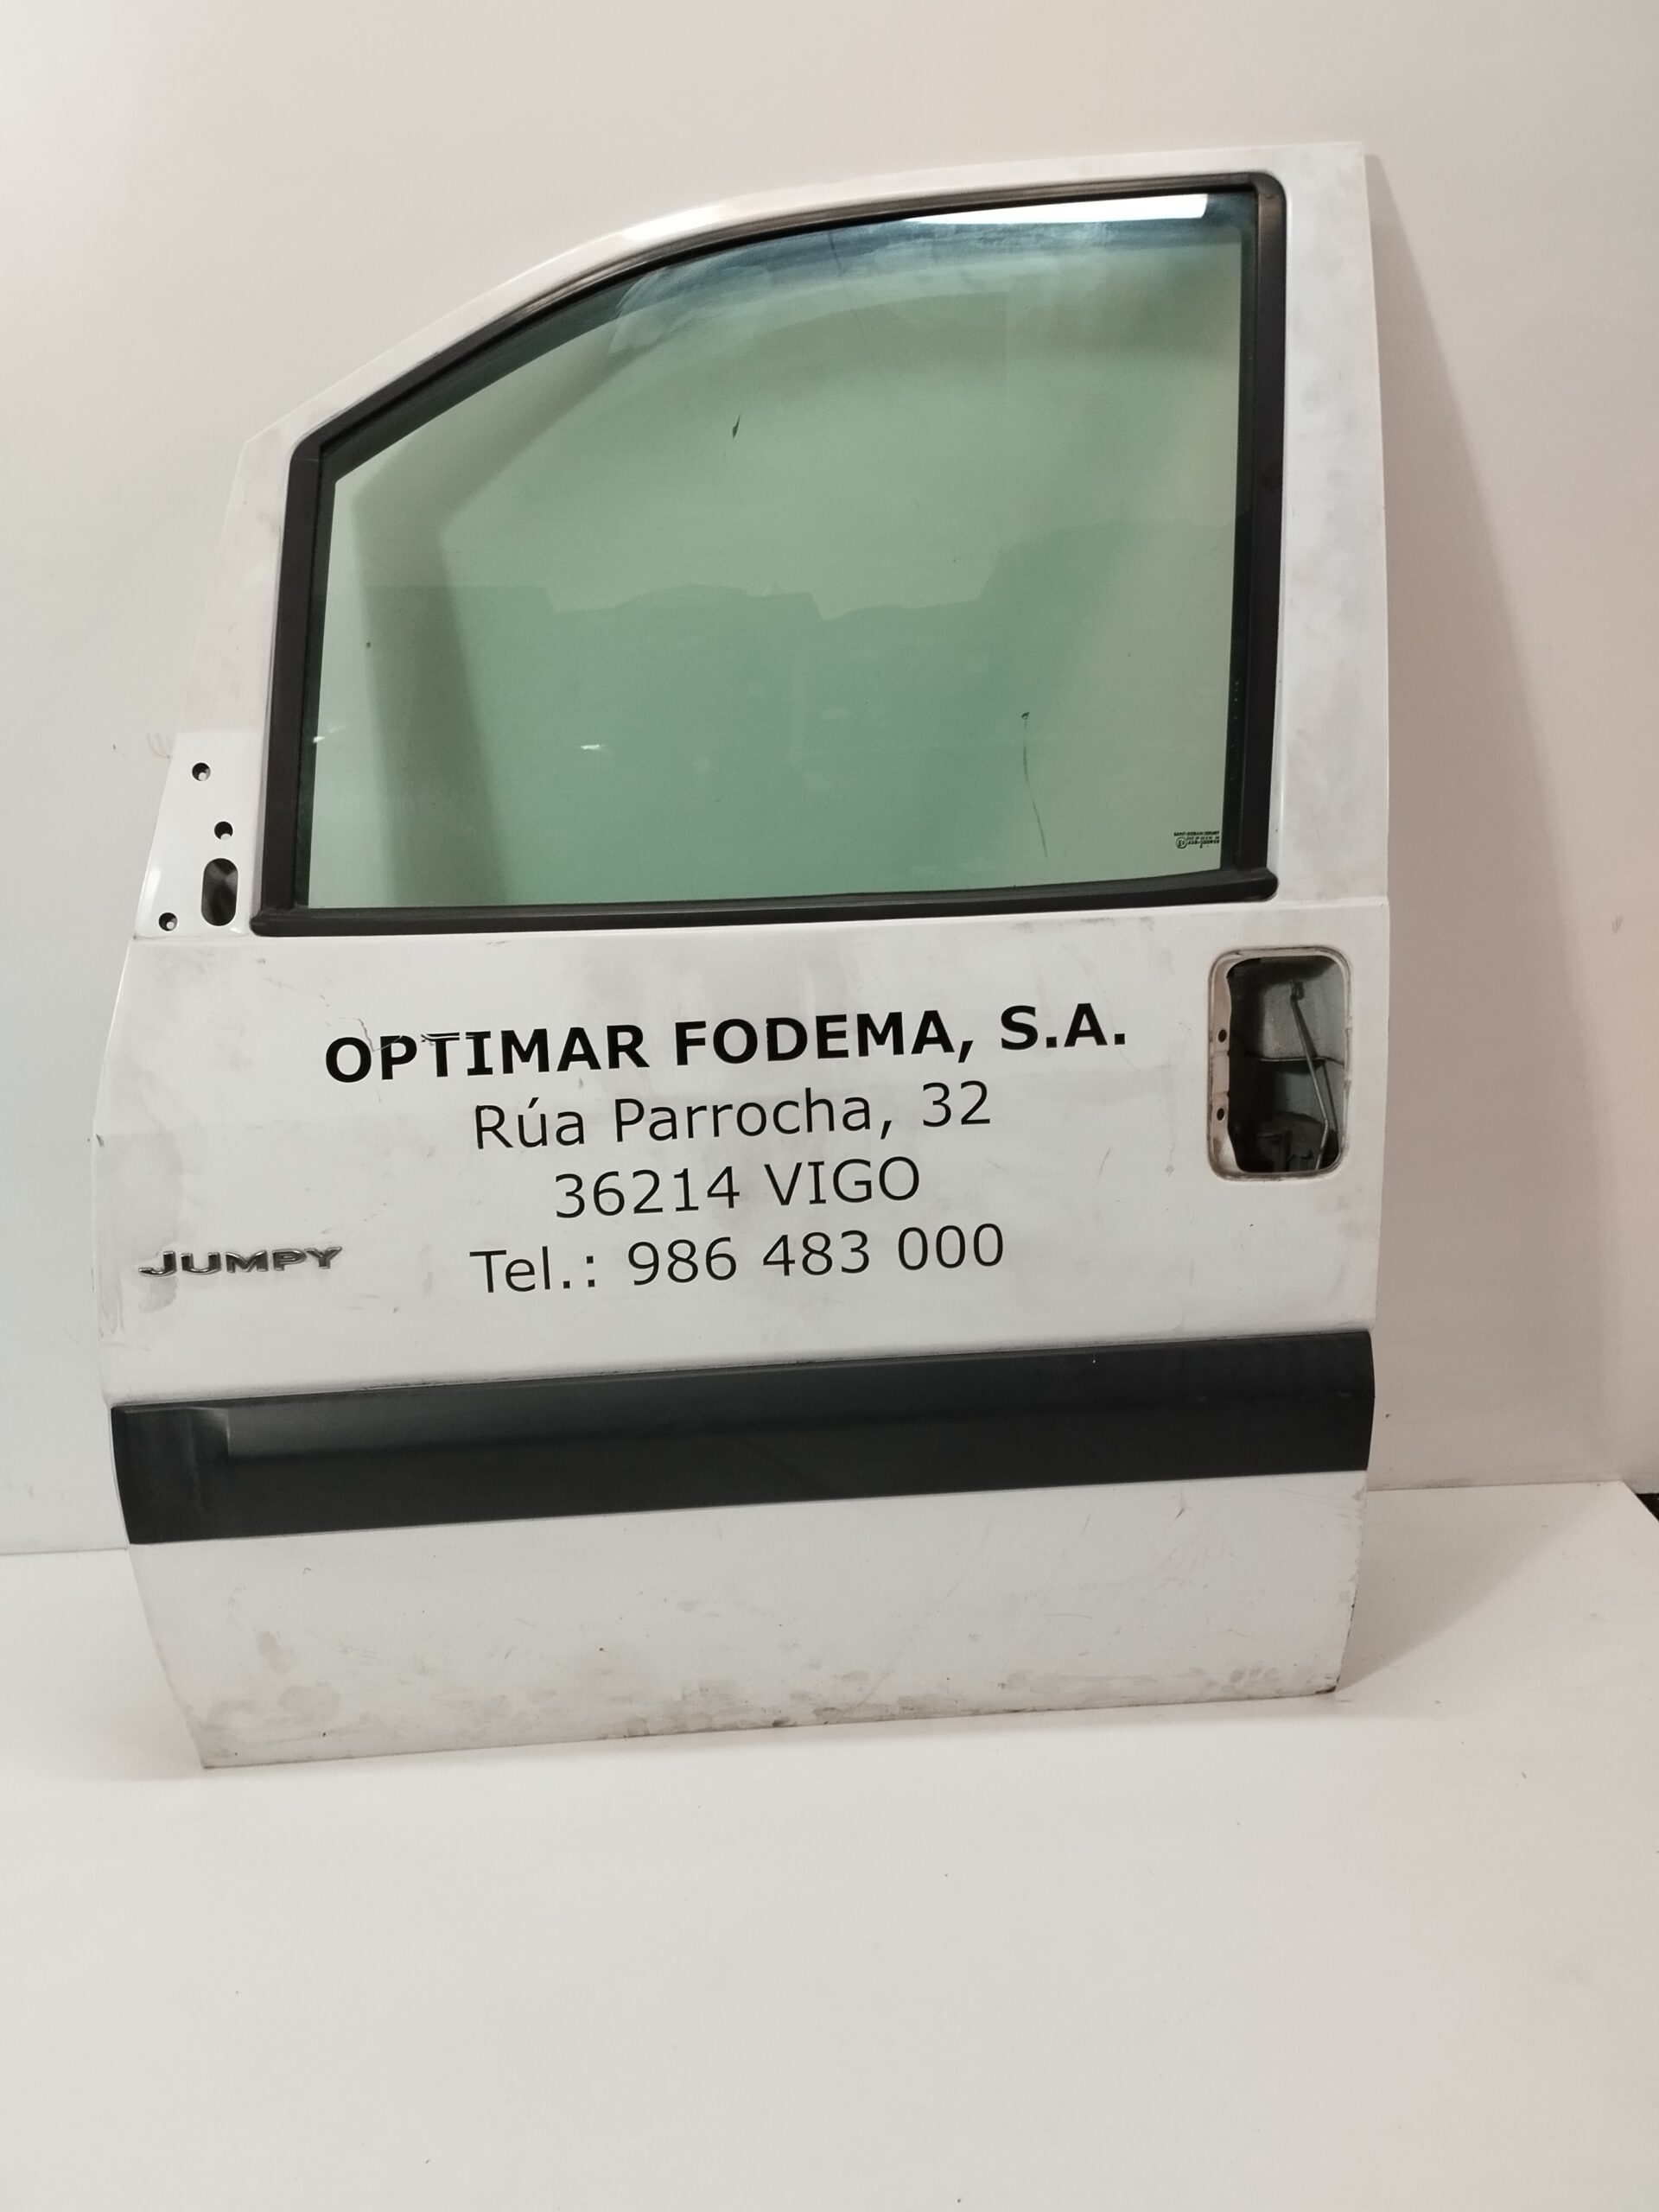 OPTIMAR FODEMA, S.A.
Rúa Parrocha, 32
36214 VIGO
Tel.: 986 483 000
JUMPY